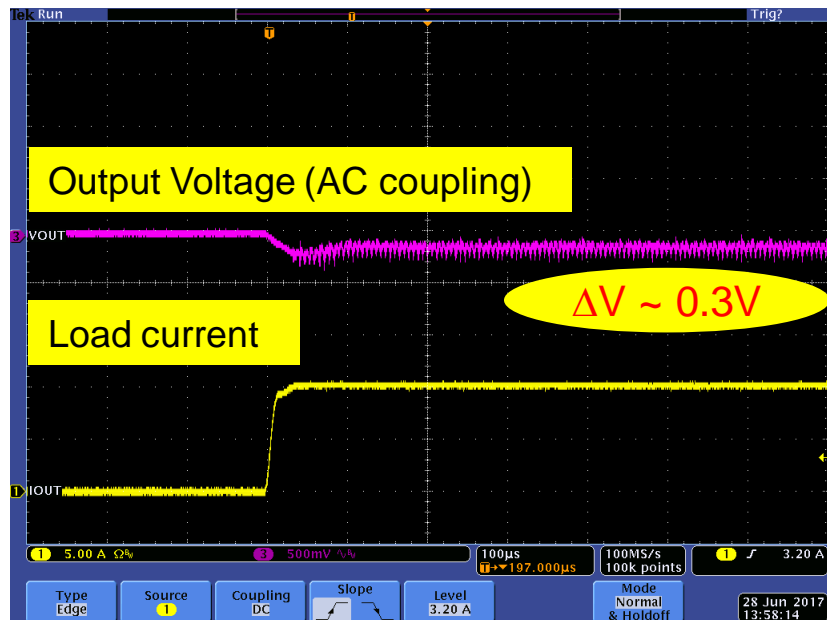 Tek Run
Trig?
T
T
Output Voltage (AC coupling)
3 VOUT
ΔV ~ 0.3V
Load current
1 IOUT
1 5.00 A Ω
3 500mV
100µs
T→▼197.000µs
100MS/s
100k points
1 3.20 A
Type
Edge
Source
1
Coupling
DC
Slope
Level
3.20 A
Mode
Normal
& Holdoff
28 Jun 2017
13:58:14